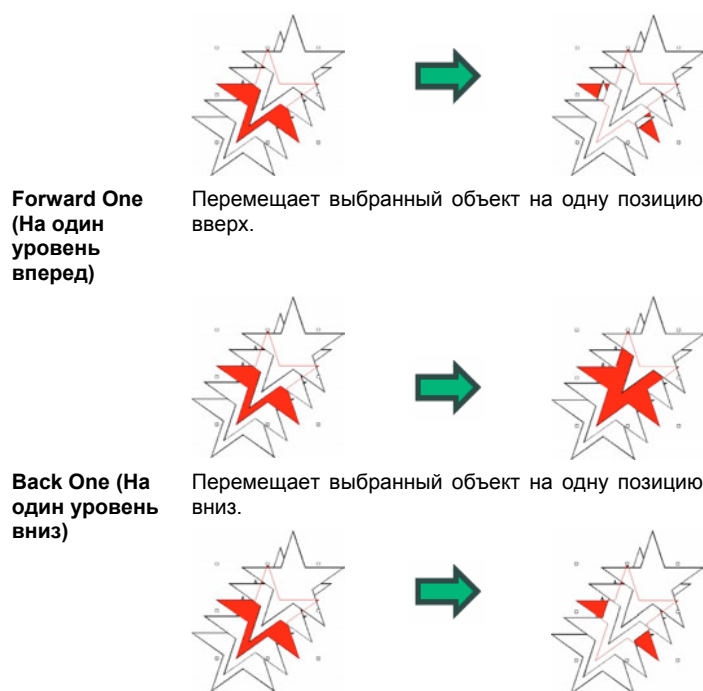 Forward One
(На один
уровень
вперед)
Перемещает выбранный объект на одну позицию
вверх.
Back One (На
один уровень
вниз)
Перемещает выбранный объект на одну позицию
вниз.